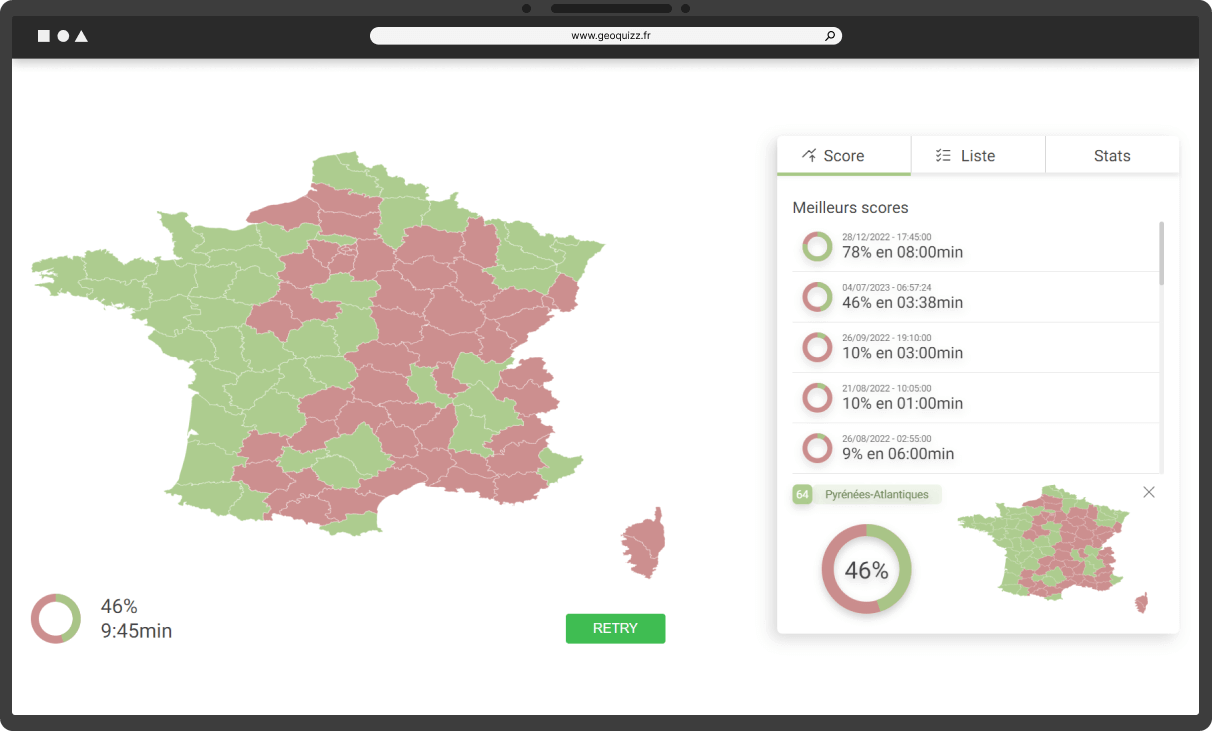 www.geoquizz.fr
Score
Liste
Stats
Meilleurs scores
28/12/2022 - 17:45:00
78% en 08:00min
04/07/2023 - 06:57:24
46% en 03:38min
26/09/2022 - 19:10:00
10% en 03:00min
21/08/2022 - 10:05:00
10% en 01:00min
26/08/2022 - 02:55:00
9% en 06:00min
64 Pyrénées-Atlantiques
46%
46%
9:45min
RETRY